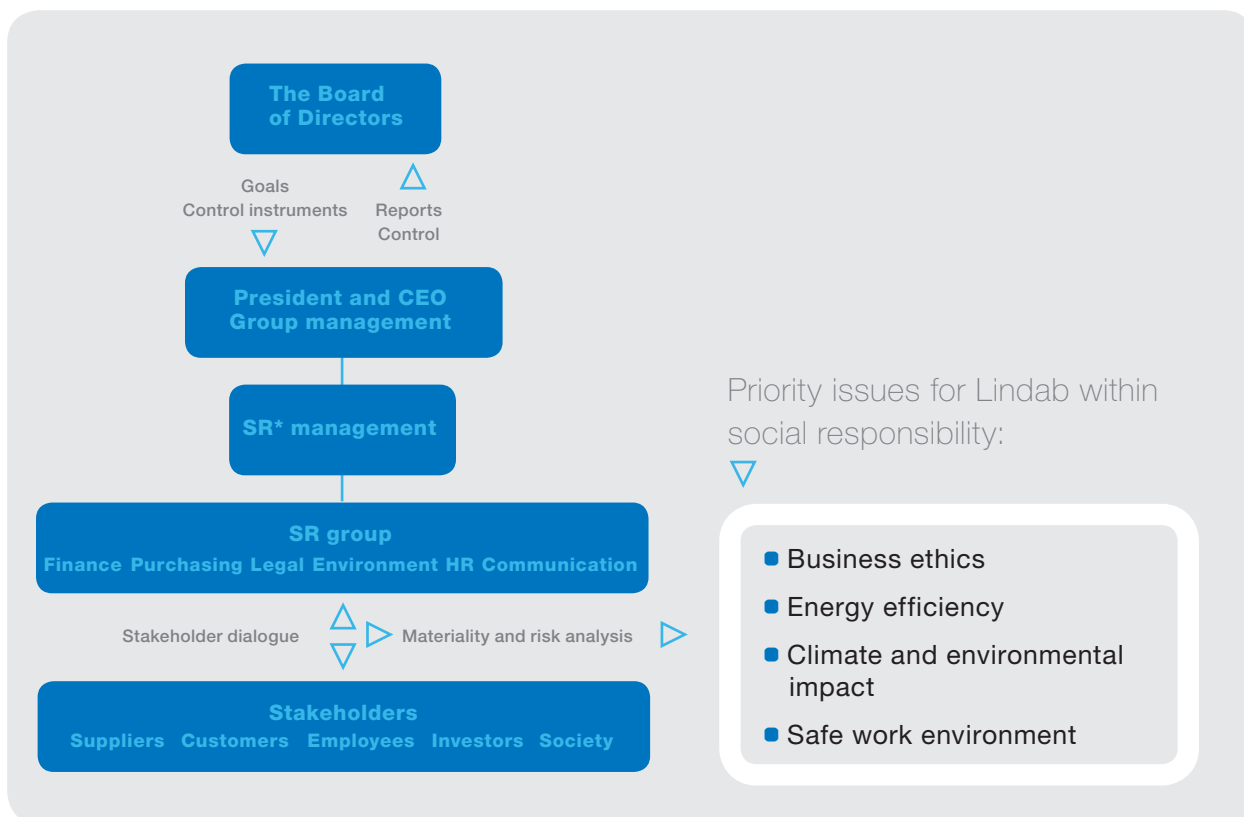 The Board
of Directors
Goals
Control instruments
Reports
Control
President and CEO
Group management
SR* management
SR group
Finance Purchasing Legal Environment HR Communication
Stakeholder dialogue
Materiality and risk analysis
Stakeholders
Suppliers Customers Employees Investors Society
Priority issues for Lindab within
social responsibility:
Business ethics
Energy efficiency
Climate and environmental
impact
Safe work environment